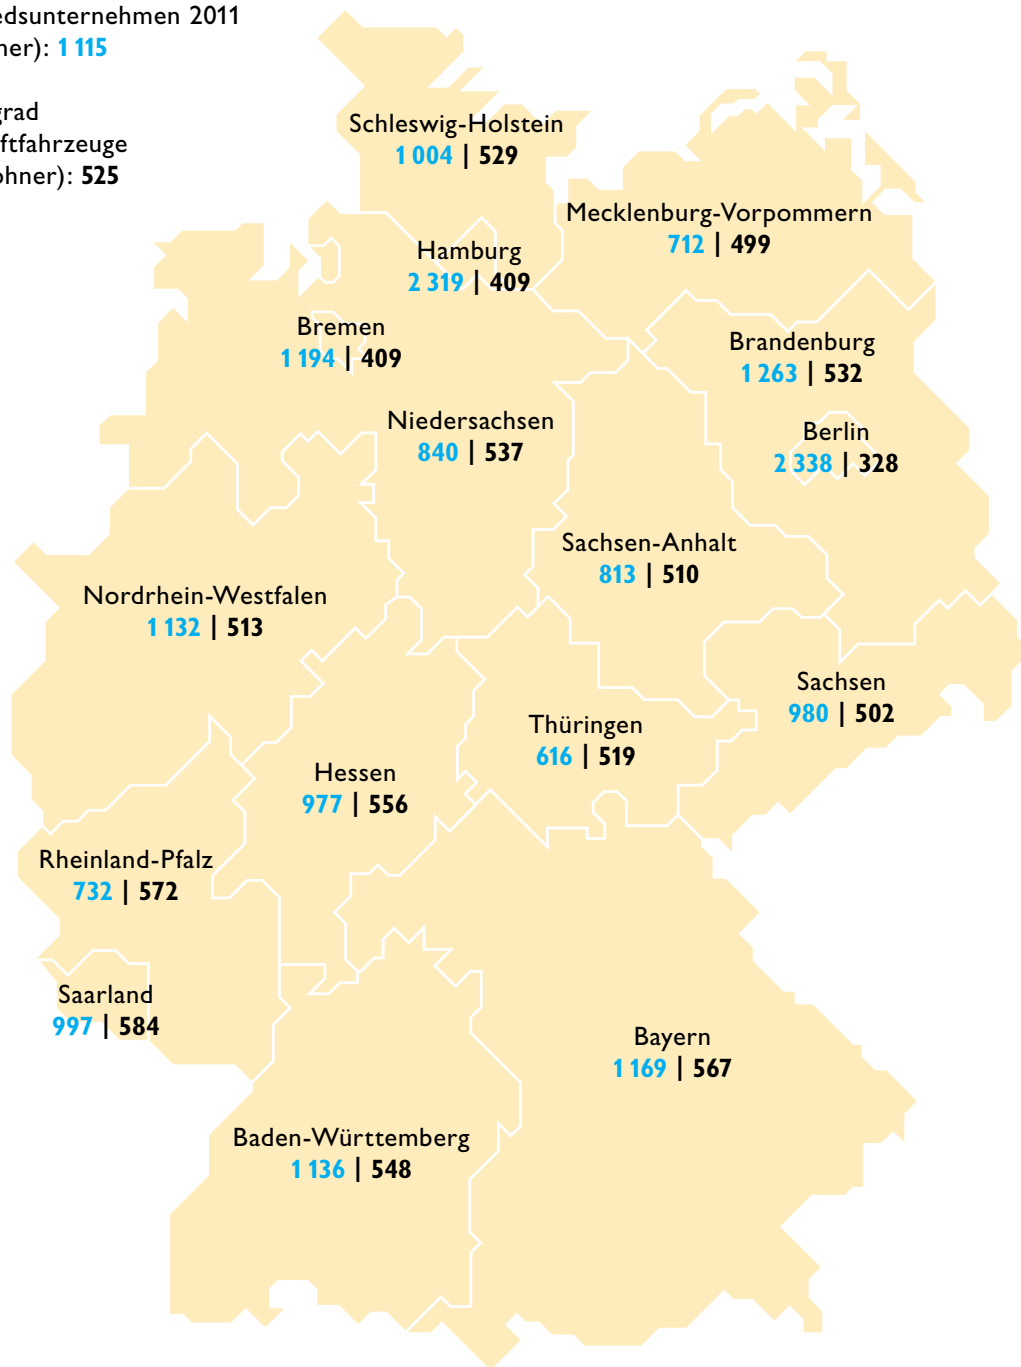 edsunternehmen 2011
ner): 1 115
grad
ftfahrzeuge
ohner): 525
Schleswig-Holstein
1 004 | 529
Mecklenburg-Vorpommern
712 | 499
Hamburg
2 319 | 409
Bremen
1 194 | 409
Brandenburg
1 263 | 532
Niedersachsen
840 | 537
Berlin
2 338 | 328
Sachsen-Anhalt
813 | 510
Nordrhein-Westfalen
1 132 | 513
Sachsen
980 | 502
Thüringen
616 | 519
Hessen
977 | 556
Rheinland-Pfalz
732 | 572
Saarland
997 | 584
Bayern
1 169 | 567
Baden-Württemberg
1 136 | 548